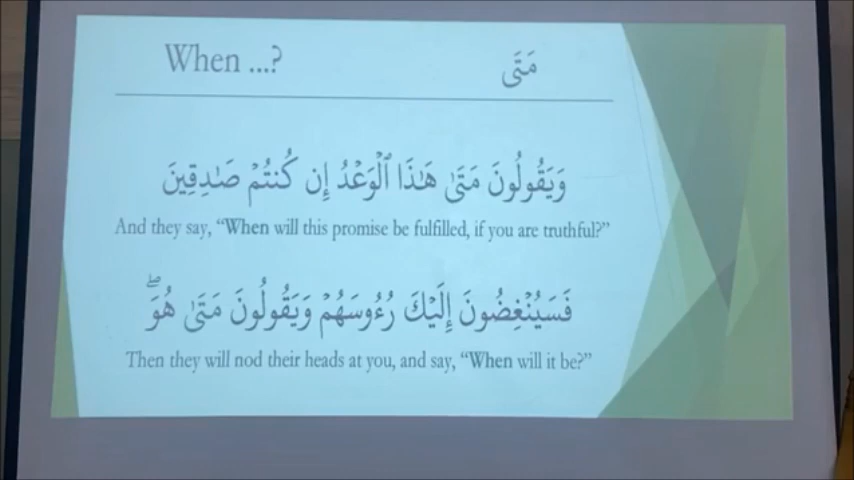 When ...? مَتَى
وَيَقُولُونَ مَتَىٰ هَٰذَا ٱلْوَعْدُ إِن كُنتُمْ صَٰدِقِينَ
And they say, “When will this promise be fulfilled, if you are truthful?”
فَسَيُنْغِضُونَ إِلَيْكَ رُءُوسَهُمْ وَيَقُولُونَ مَتَىٰ هُوَۖ
Then they will nod their heads at you, and say, “When will it be?”